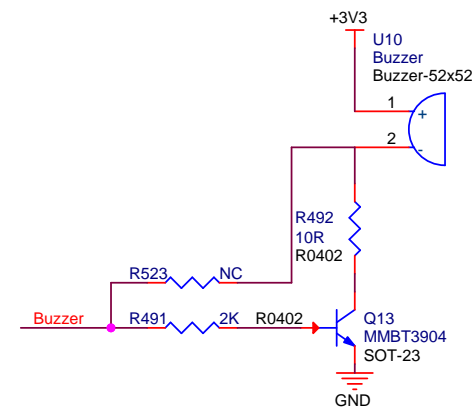 +3V3
U10
Buzzer
Buzzer-52x52
1
+
2
-
R492
10R
R0402
R523 NC
Buzzer R491 2K R0402
Q13
MMBT3904
SOT-23
GND